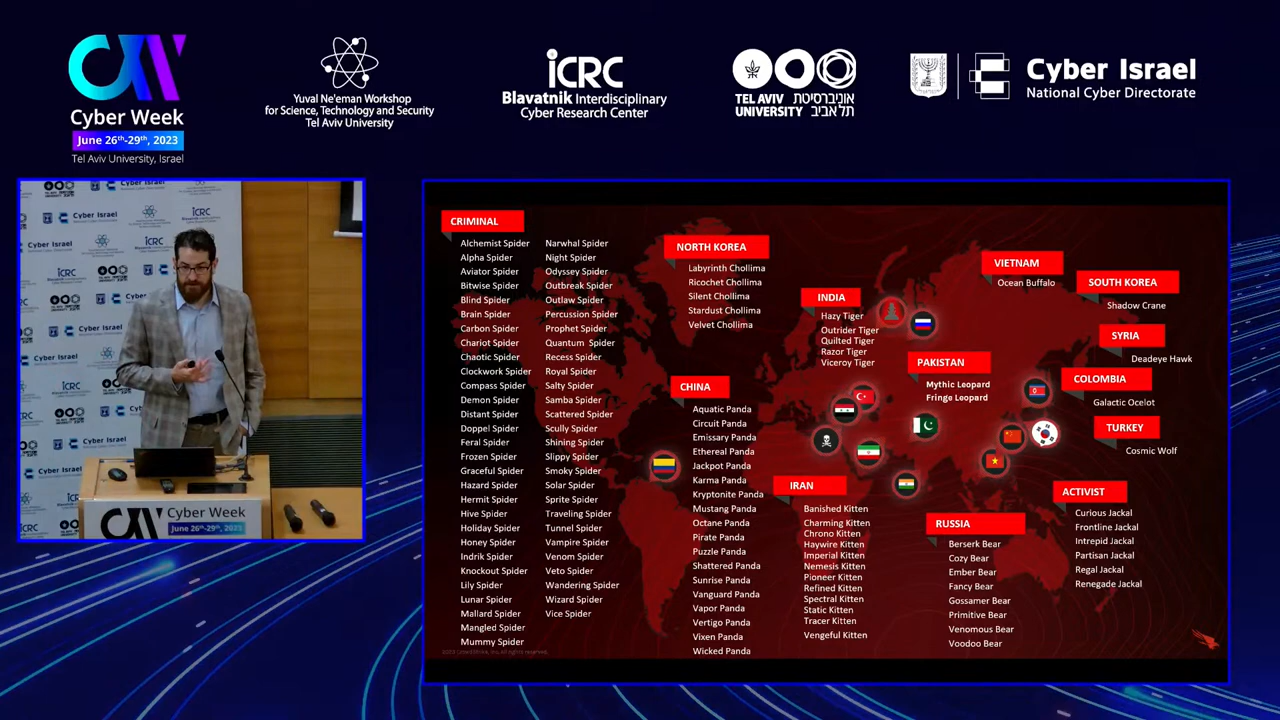 Cyber Week
June 26th-29th, 2023
Tel Aviv University, Israel
Yuval Ne'eman Workshop
for Science, Technology and Security
Tel Aviv University
iCRC
Blavatnik Interdisciplinary
Cyber Research Center
TEL AVIV אוניברסיטת
UNIVERSITY תל אביב
Cyber Israel
National Cyber Directorate
Cyber Israel
iCRC
Cyber Week
June 26th-29th, 2023
CRIMINAL
Alchemist Spider
Alpha Spider
Aviator Spider
Bitwise Spider
Blind Spider
Brain Spider
Carbon Spider
Chariot Spider
Chaotic Spider
Clockwork Spider
Compass Spider
Demon Spider
Distant Spider
Doppel Spider
Feral Spider
Frozen Spider
Graceful Spider
Hazard Spider
Hermit Spider
Hive Spider
Holiday Spider
Honey Spider
Indrik Spider
Knockout Spider
Lily Spider
Lunar Spider
Mallard Spider
Mangled Spider
Mummy Spider
Narwhal Spider
Night Spider
Odyssey Spider
Outbreak Spider
Outlaw Spider
Percussion Spider
Prophet Spider
Quantum Spider
Recess Spider
Royal Spider
Salty Spider
Samba Spider
Scattered Spider
Scully Spider
Shining Spider
Slippy Spider
Smoky Spider
Solar Spider
Sprite Spider
Traveling Spider
Tunnel Spider
Vampire Spider
Venom Spider
Veto Spider
Wandering Spider
Wizard Spider
Vice Spider
NORTH KOREA
Labyrinth Chollima
Ricochet Chollima
Silent Chollima
Stardust Chollima
Velvet Chollima
CHINA
Aquatic Panda
Circuit Panda
Emissary Panda
Ethereal Panda
Jackpot Panda
Karma Panda
Kryptonite Panda
Mustang Panda
Octane Panda
Pirate Panda
Puzzle Panda
Shattered Panda
Sunrise Panda
Vanguard Panda
Vapor Panda
Vertigo Panda
Vixen Panda
Wicked Panda
INDIA
Hazy Tiger
Outrider Tiger
Quilted Tiger
Razor Tiger
Viceroy Tiger
IRAN
Banished Kitten
Charming Kitten
Chrono Kitten
Haywire Kitten
Imperial Kitten
Nemesis Kitten
Pioneer Kitten
Refined Kitten
Spectral Kitten
Static Kitten
Tracer Kitten
Vengeful Kitten
PAKISTAN
Mythic Leopard
Fringe Leopard
RUSSIA
Berserk Bear
Cozy Bear
Ember Bear
Fancy Bear
Gossamer Bear
Primitive Bear
Venomous Bear
Voodoo Bear
VIETNAM
Ocean Buffalo
SOUTH KOREA
Shadow Crane
SYRIA
Deadeye Hawk
COLOMBIA
Galactic Ocelot
TURKEY
Cosmic Wolf
ACTIVIST
Curious Jackal
Frontline Jackal
Intrepid Jackal
Partisan Jackal
Regal Jackal
Renegade Jackal